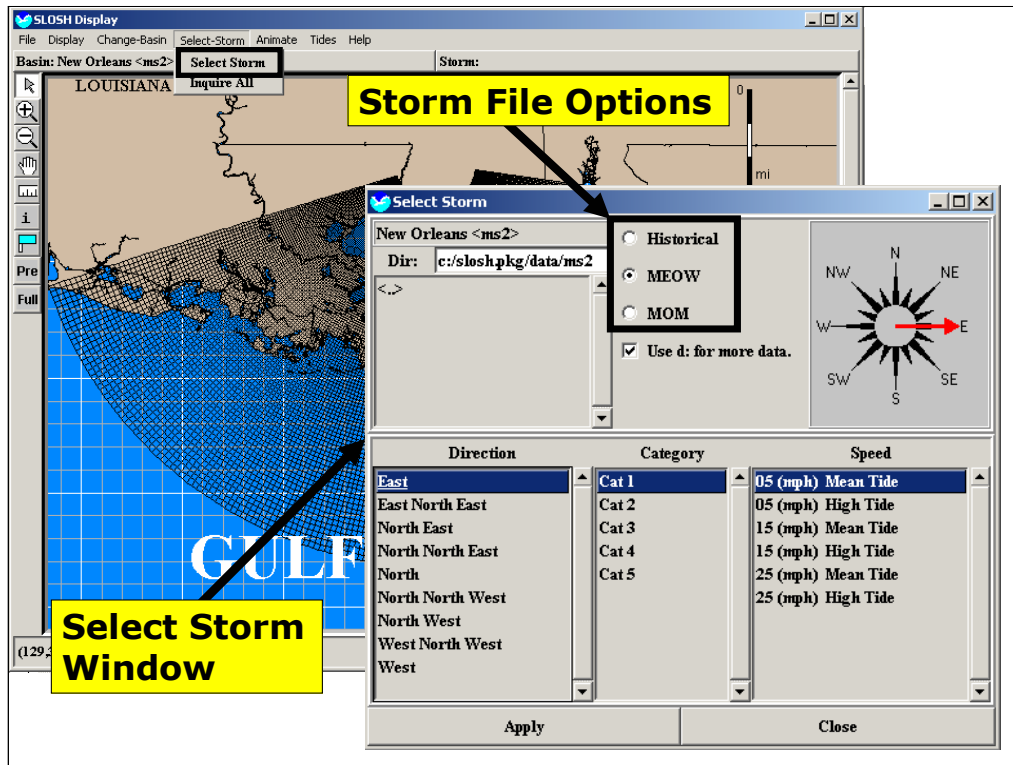 SLOSH Display
File Display Change-Basin Select-Storm Animate Tides Help
Basin: New Orleans <ms2>
Storm:
Select Storm
Inquire All
LOUISIANA
Storm File Options
0
mi
i
Pre
Full
GULF
Select Storm
Window
Select Storm
New Orleans <ms2>
Dir: c:/slosh.pkg/data/ms2
<..>
Historical
MEOW
MOM
Use d: for more data.
N
NW NE
W E
SW SE
S
Direction Category Speed
East Cat 1 05 (mph) Mean Tide
East North East Cat 2 05 (mph) High Tide
North East Cat 3 15 (mph) Mean Tide
North North East Cat 4 15 (mph) High Tide
North Cat 5 25 (mph) Mean Tide
North North West 25 (mph) High Tide
North West
West North West
West
Apply Close